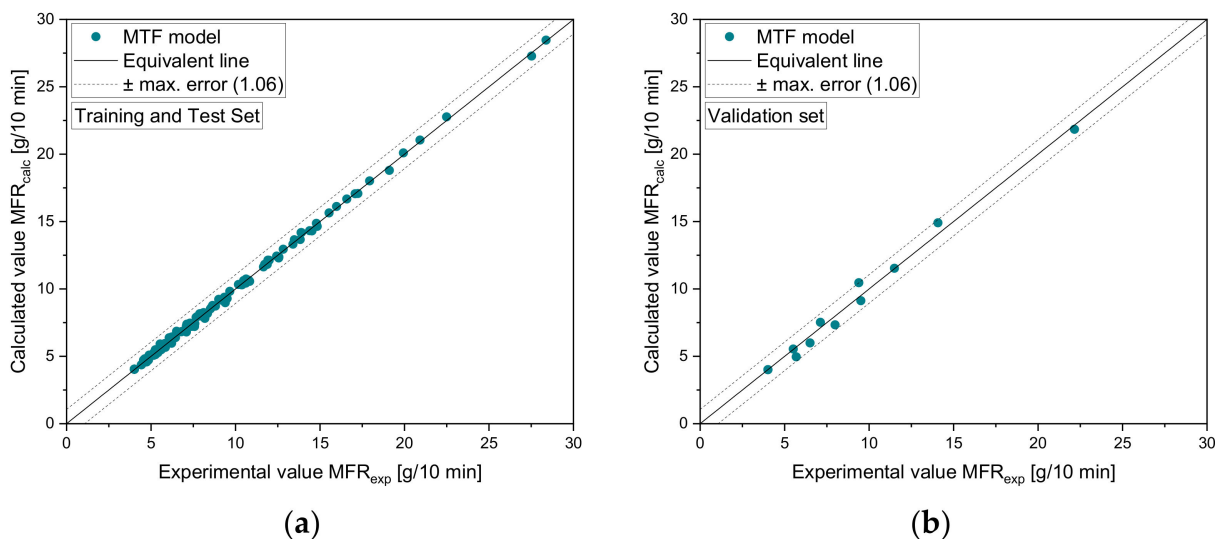 30
25
20
15
10
5
0
Calculated value MFRcalc [g/10 min]
MTF model
Equivalent line
± max. error (1.06)
Training and Test Set
0 5 10 15 20 25 30
Experimental value MFRexp [g/10 min]
(a)
30
25
20
15
10
5
0
Calculated value MFRcalc [g/10 min]
MTF model
Equivalent line
± max. error (1.06)
Validation set
0 5 10 15 20 25 30
Experimental value MFRexp [g/10 min]
(b)